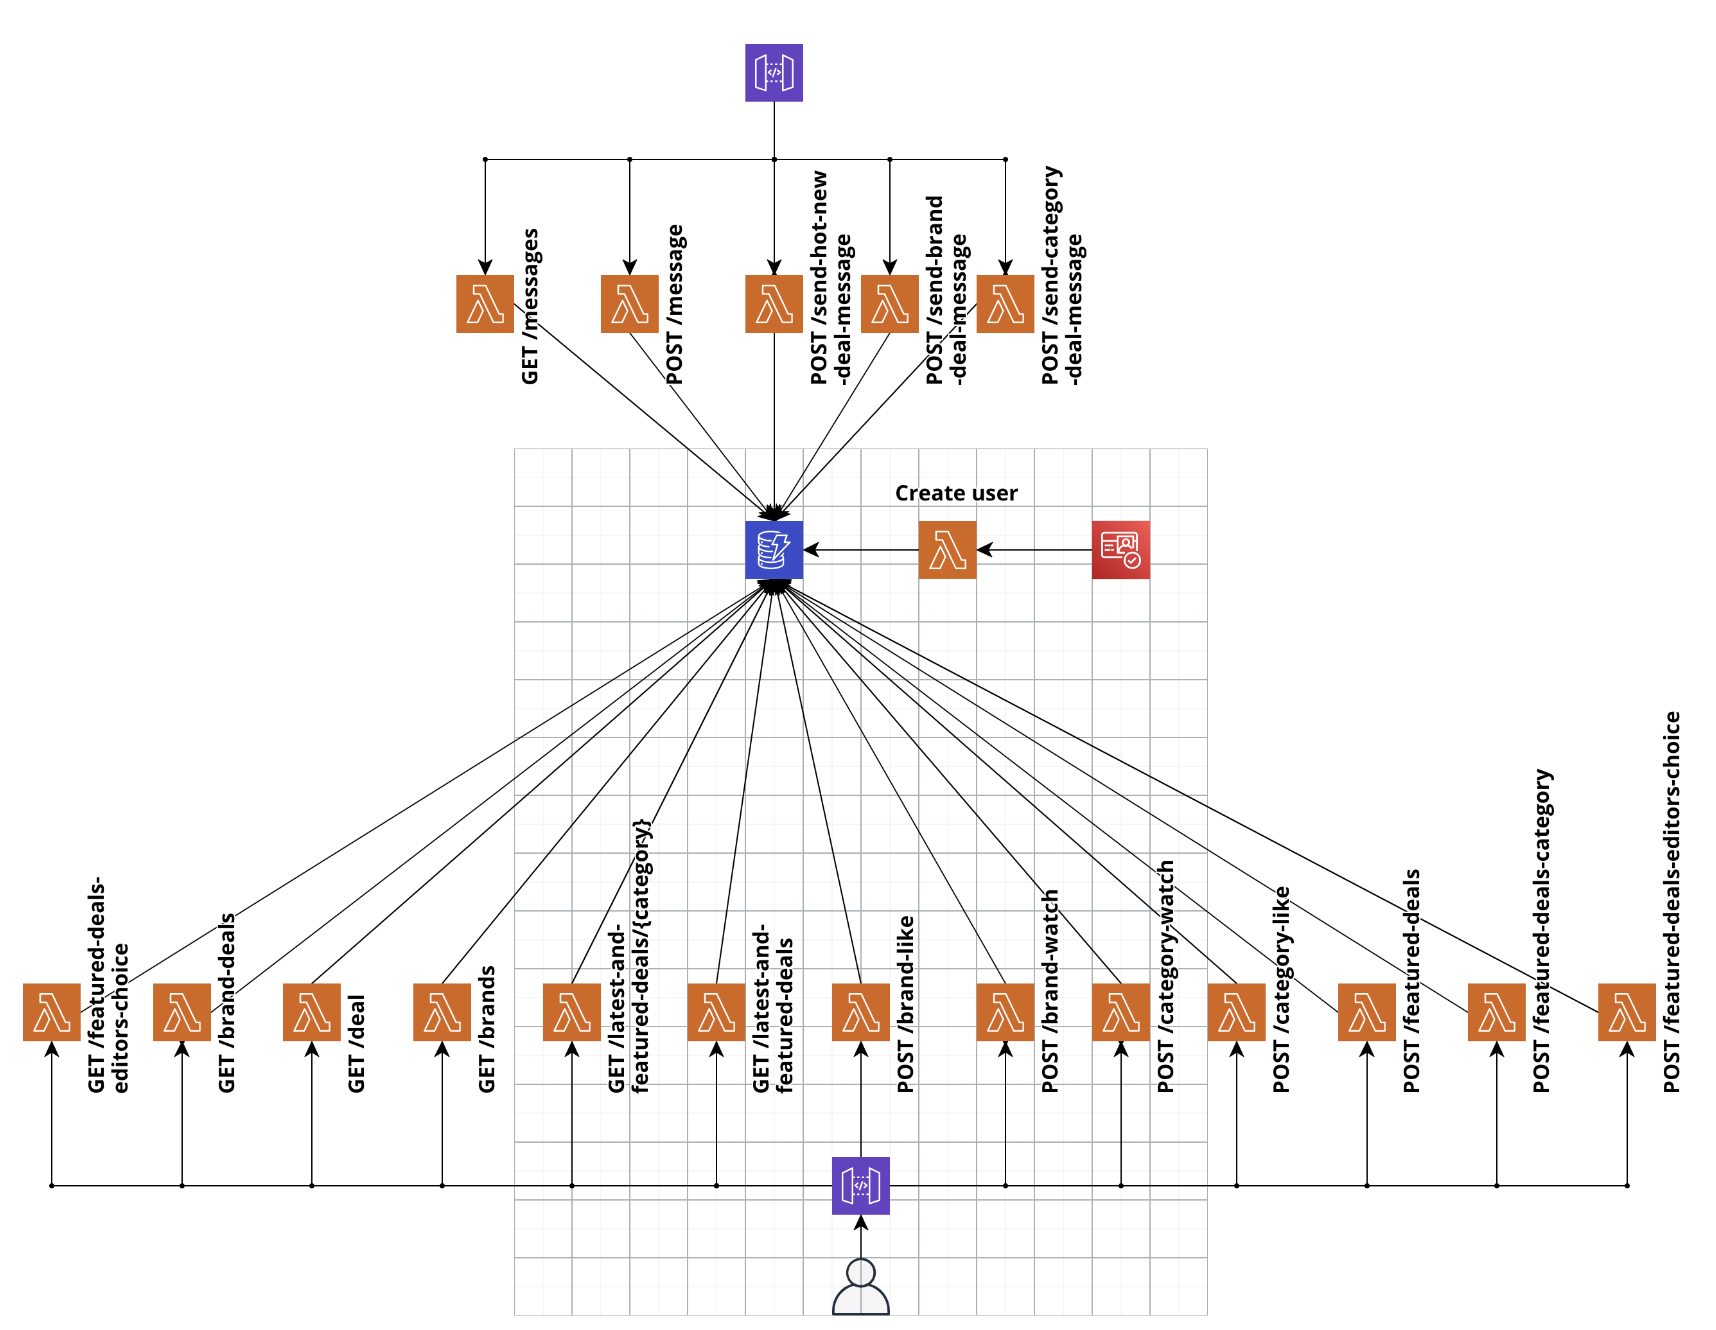 GET /messages
POST /message
POST /send-hot-new
-deal-message
POST /send-brand
-deal-message
POST /send-category
-deal-message
Create user
GET /featured-deals-
editors-choice
GET /brand-deals
GET /deal
GET /brands
GET /latest-and-
featured-deals/{category}
GET /latest-and-
featured-deals
POST /brand-like
POST /brand-watch
POST /category-watch
POST /category-like
POST /featured-deals
POST /featured-deals-category
POST /featured-deals-editors-choice